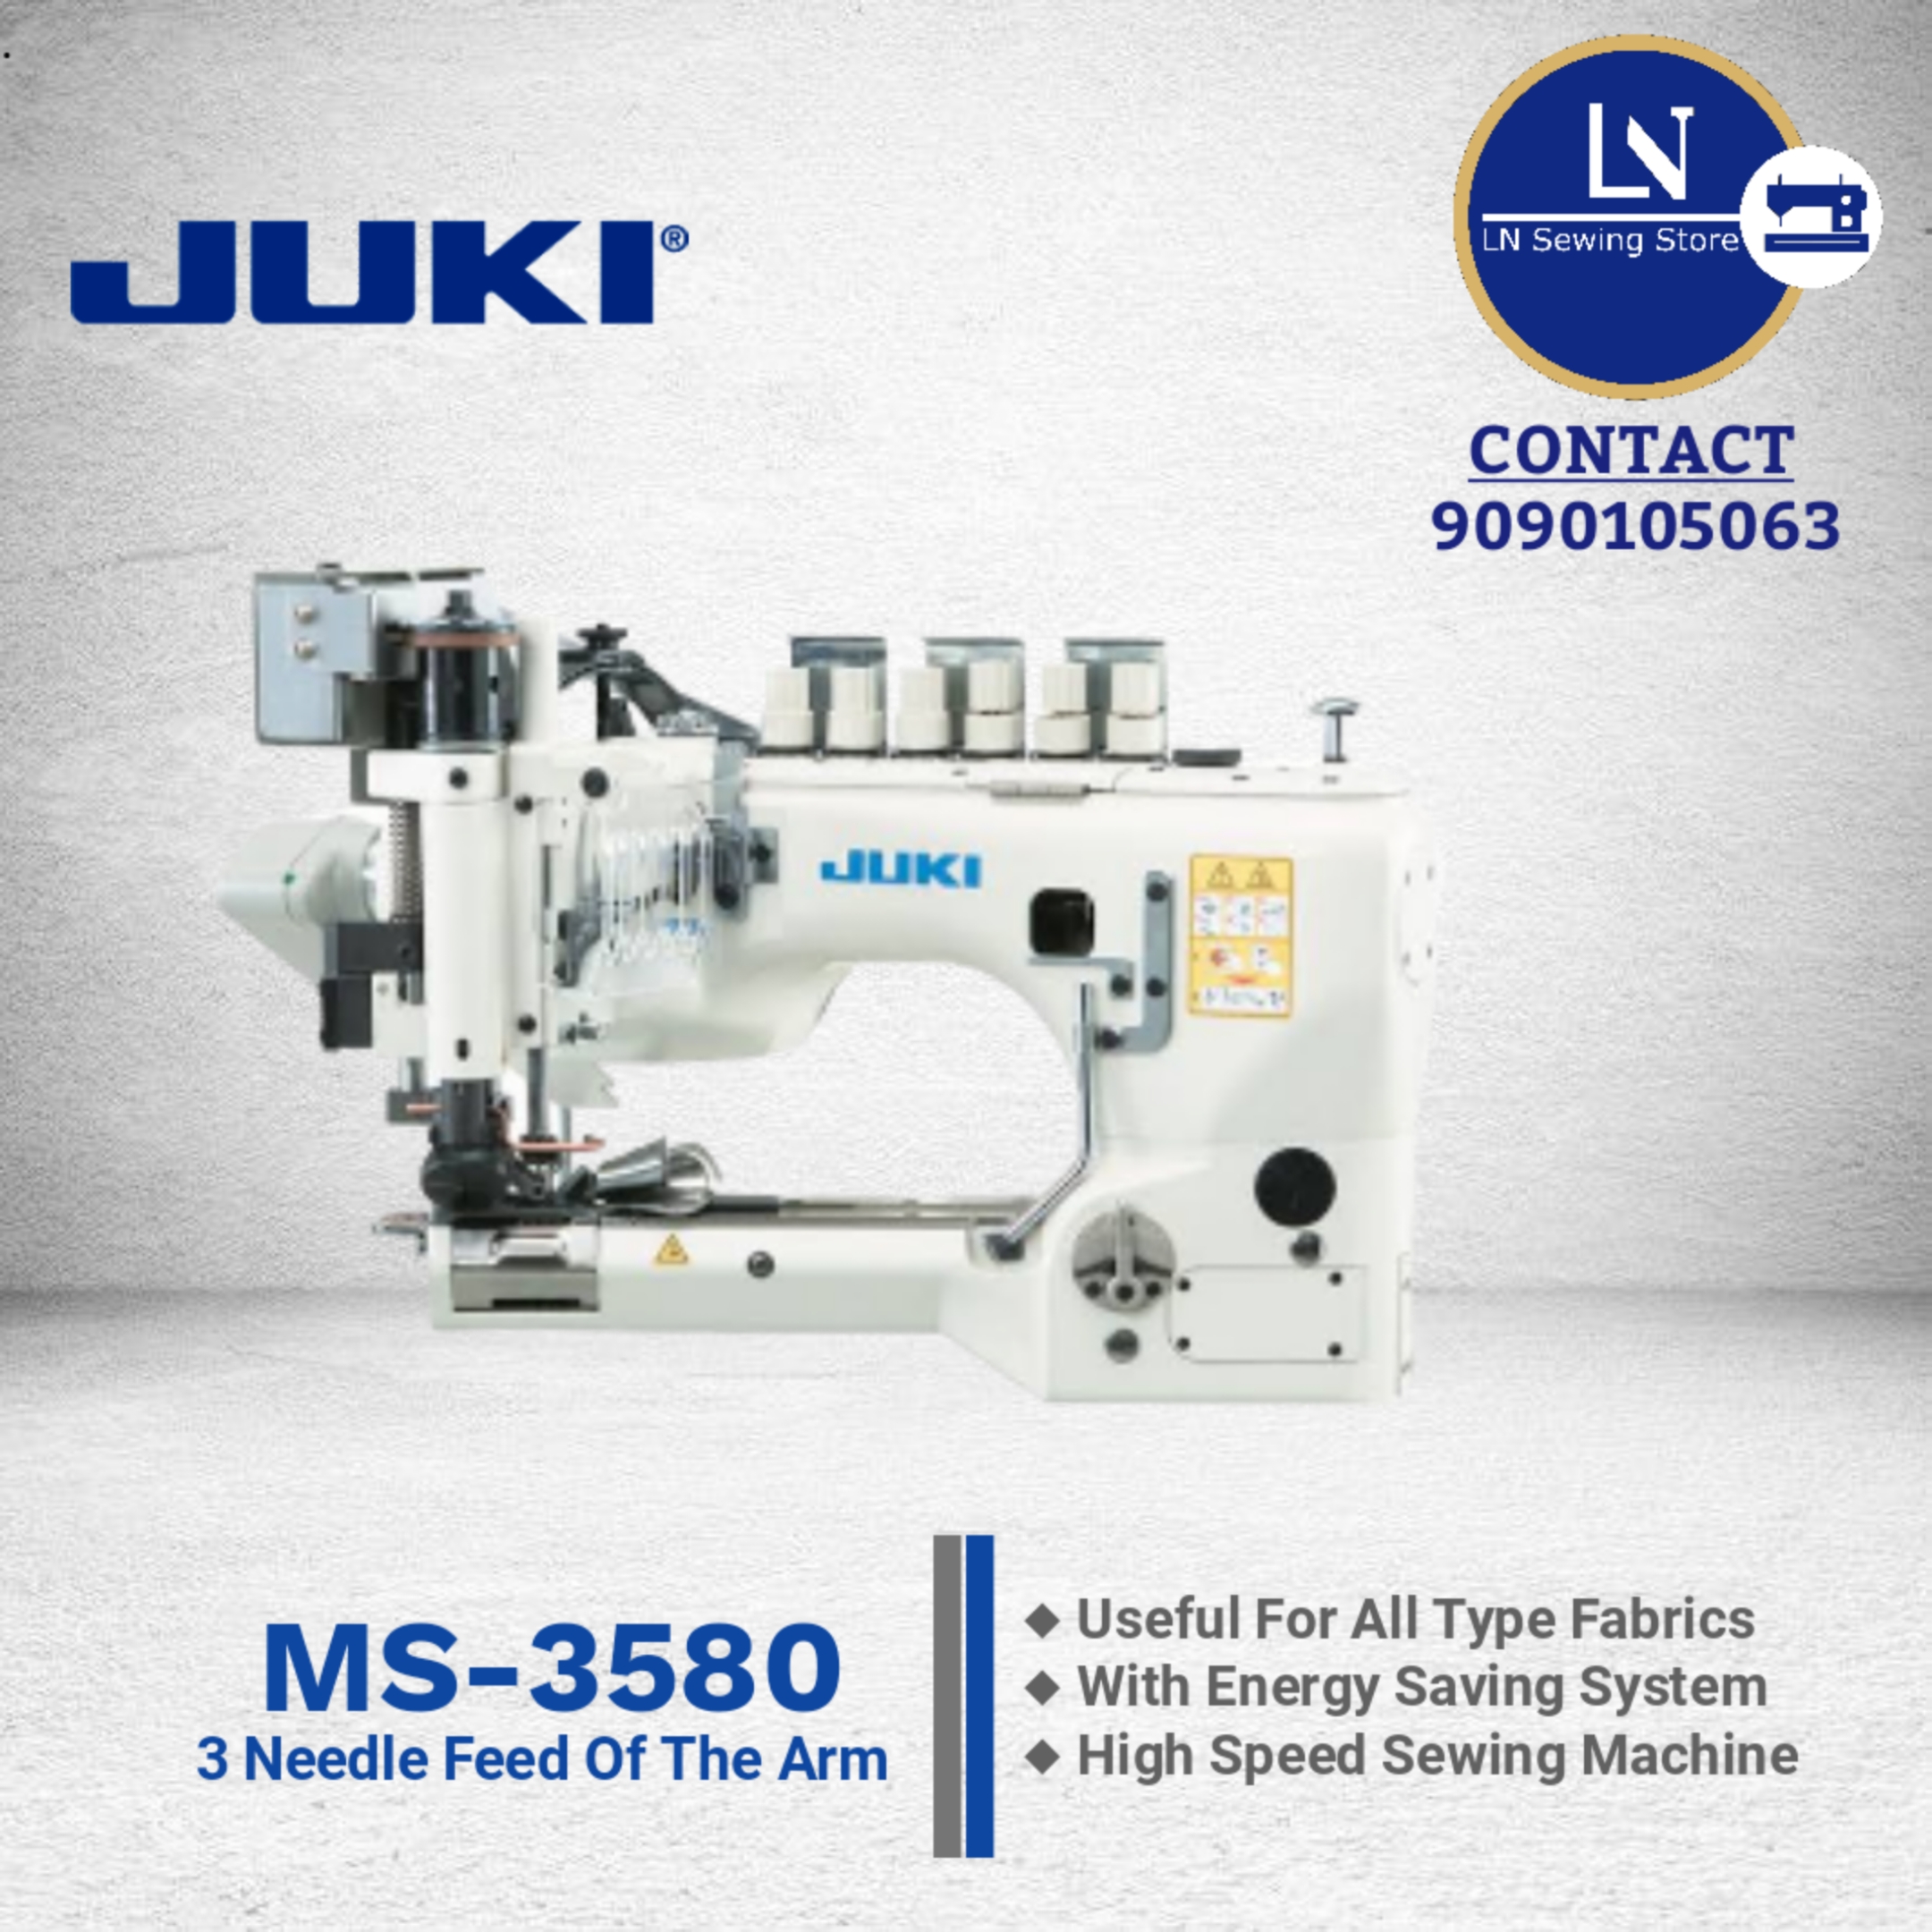 JUKI®
LN
LN Sewing Store
CONTACT
9090105063
JUKI
MS-3580
3 Needle Feed Of The Arm
◆ Useful For All Type Fabrics
◆ With Energy Saving System
◆ High Speed Sewing Machine